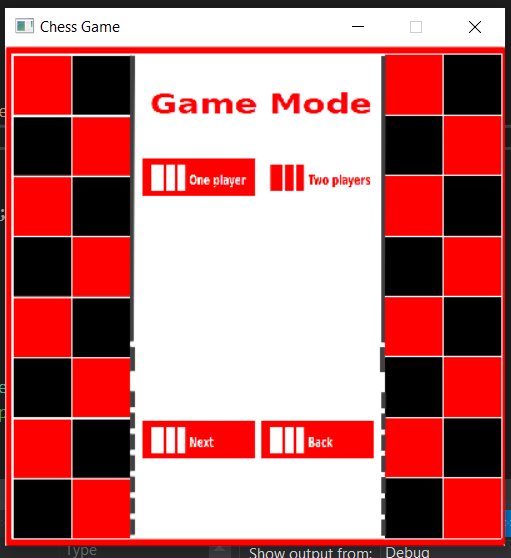 Chess Game
Game Mode
One player
Two players
Next
Back
;
Type
Show output from:
Debug